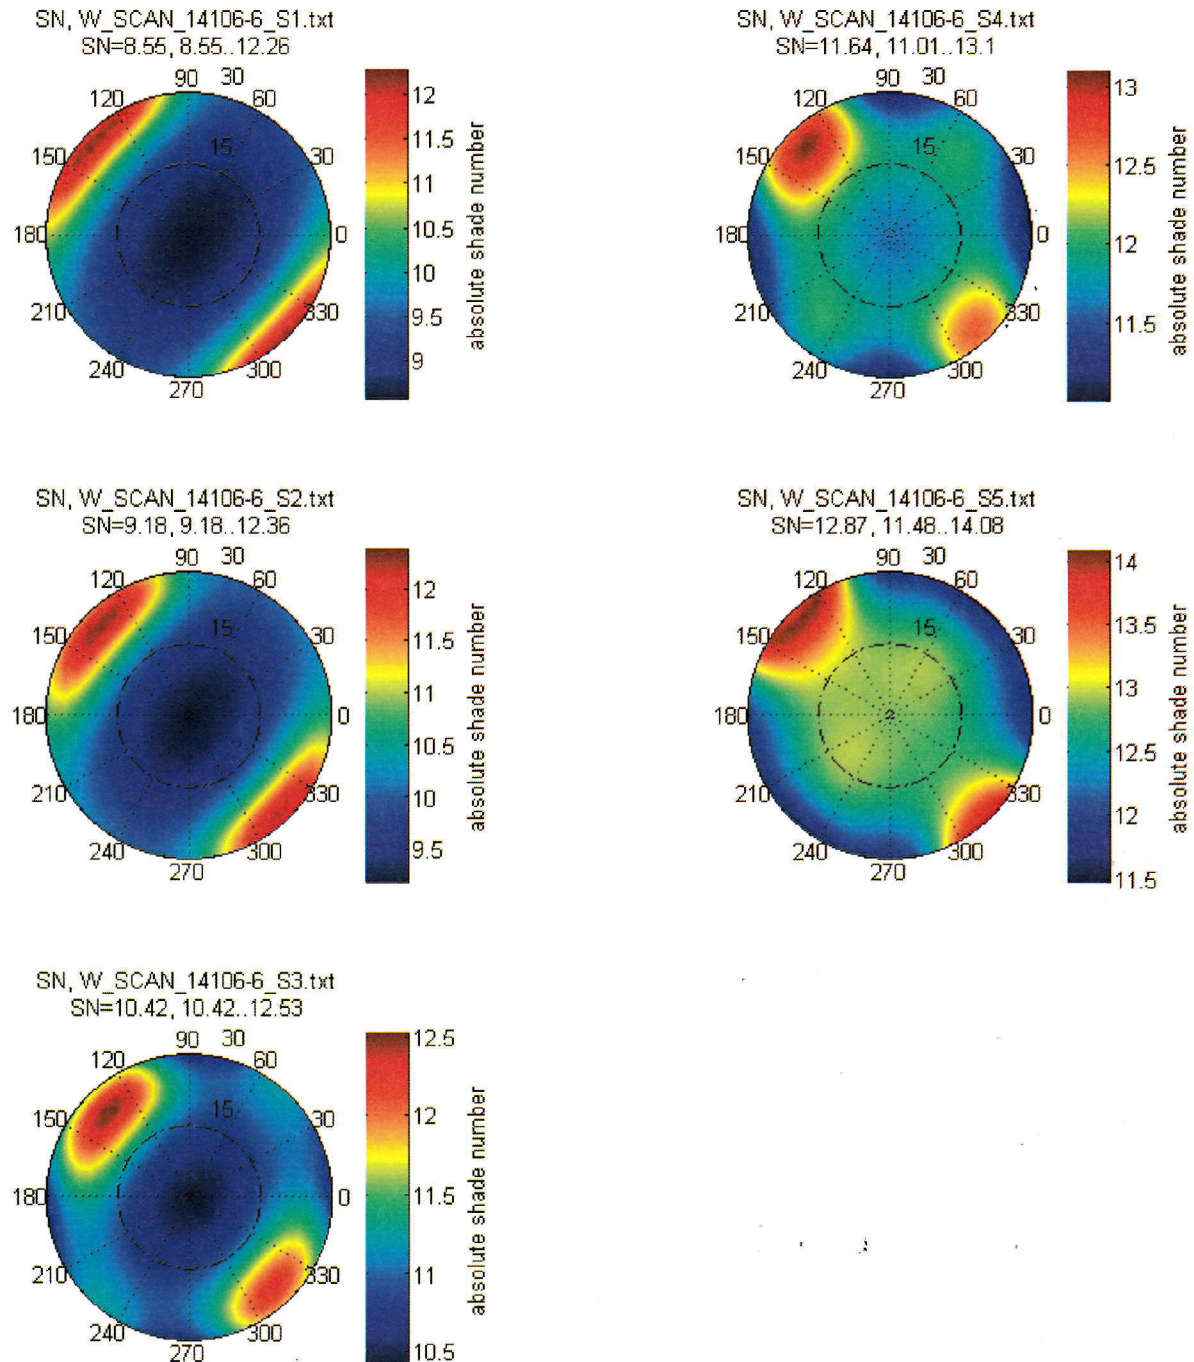 SN, W_SCAN_14106-6_S1.txt
SN=8.55, 8.55..12.26
90 30
120 60
150 15 30
180 0
210 330
240 300
270
12
11.5
11
10.5
10
9.5
9
absolute shade number
SN, W_SCAN_14106-6_S4.txt
SN=11.64, 11.01..13.1
90 30
120 60
150 15 30
180 0
210 330
240 300
270
13
12.5
12
11.5
absolute shade number
SN, W_SCAN_14106-6_S2.txt
SN=9.18, 9.18..12.36
90 30
120 60
150 15 30
180 2 0
210 330
240 300
270
12
11.5
11
10.5
10
9.5
absolute shade number
SN, W_SCAN_14106-6_S5.txt
SN=12.87, 11.48..14.08
90 30
120 60
150 15 30
180 2 0
210 330
240 300
270
14
13.5
13
12.5
12
11.5
absolute shade number
SN, W_SCAN_14106-6_S3.txt
SN=10.42, 10.42..12.53
90 30
120 60
150 15 30
180 0
210 330
240 300
270
12.5
12
11.5
11
10.5
absolute shade number